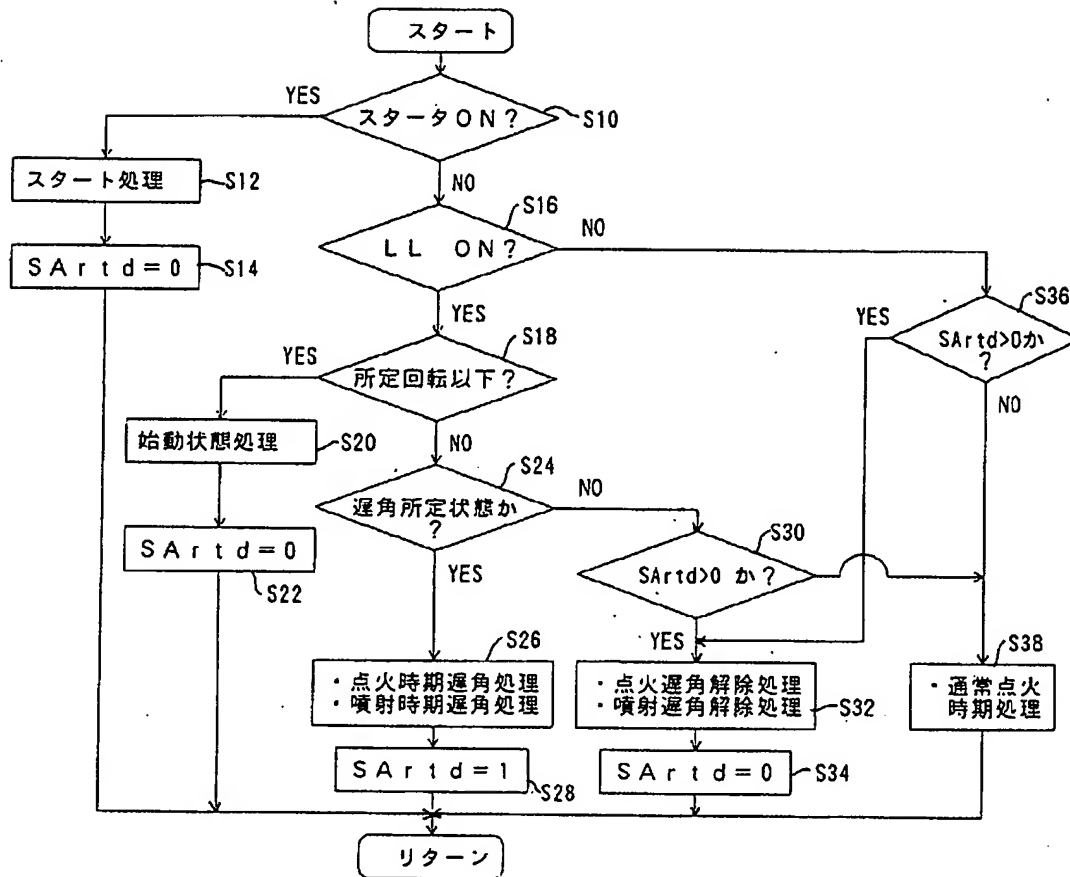 スタート
YES
スタータON?
S10
NO
スタート処理
S12
S16
NO
LL ON?
SArtd=0
S14
YES
S36
YES
SArtd>0か
?
NO
S18
YES
所定回転以下?
始動状態処理
S20
NO
S24
NO
遅角所定状態か
?
S30
SArtd=0
S22
YES
SArtd>0 か?
YES
S26
S38
・点火時期遅角処理
・噴射時期遅角処理
・点火遅角解除処理
・噴射遅角解除処理
S32
・通常点火
時期処理
SArtd=1
S28
SArtd=0
S34
リターン